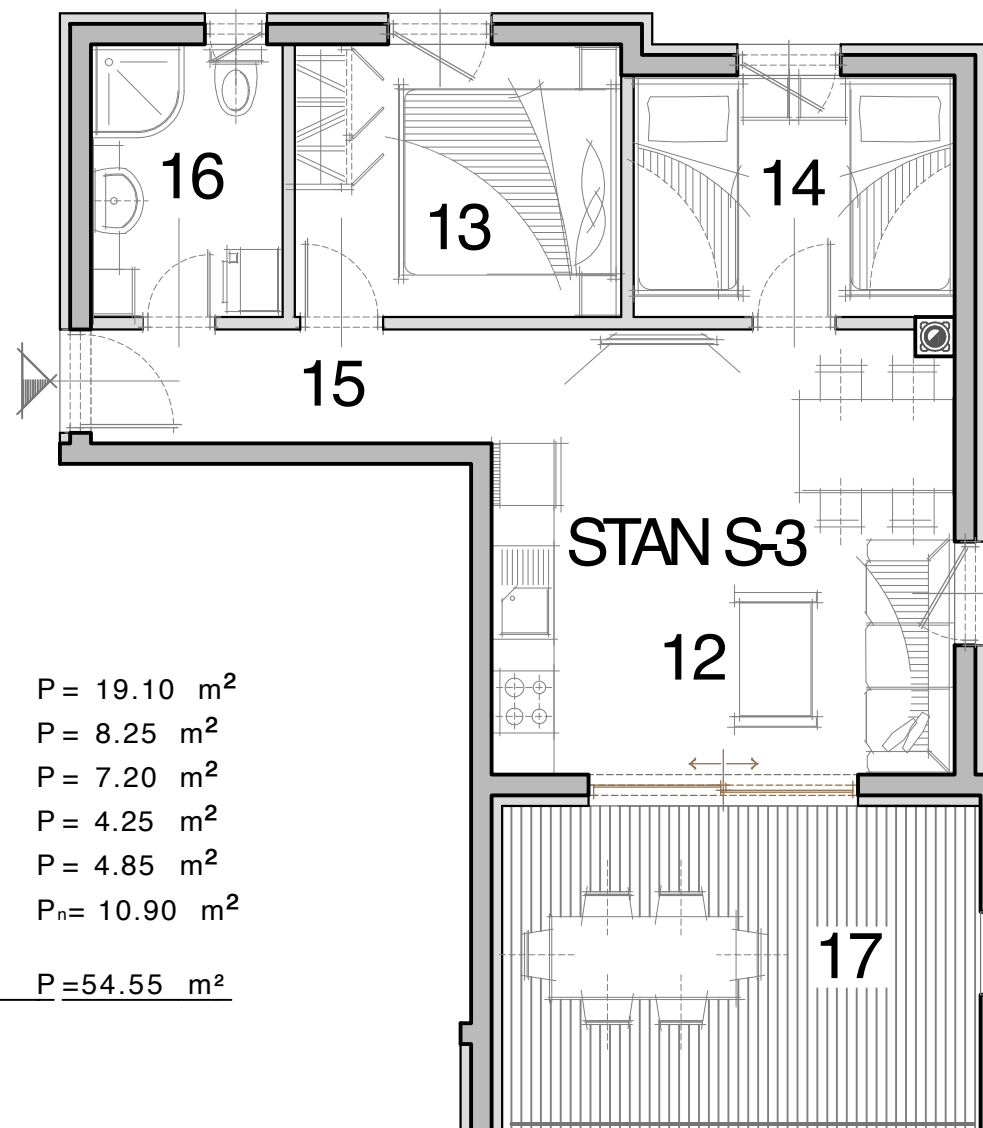 16
13
14
15
STAN S-3
12
P = 19.10 m²
P = 8.25 m²
P = 7.20 m²
P = 4.25 m²
P = 4.85 m²
Pn= 10.90 m²
17
P =54.55 m²